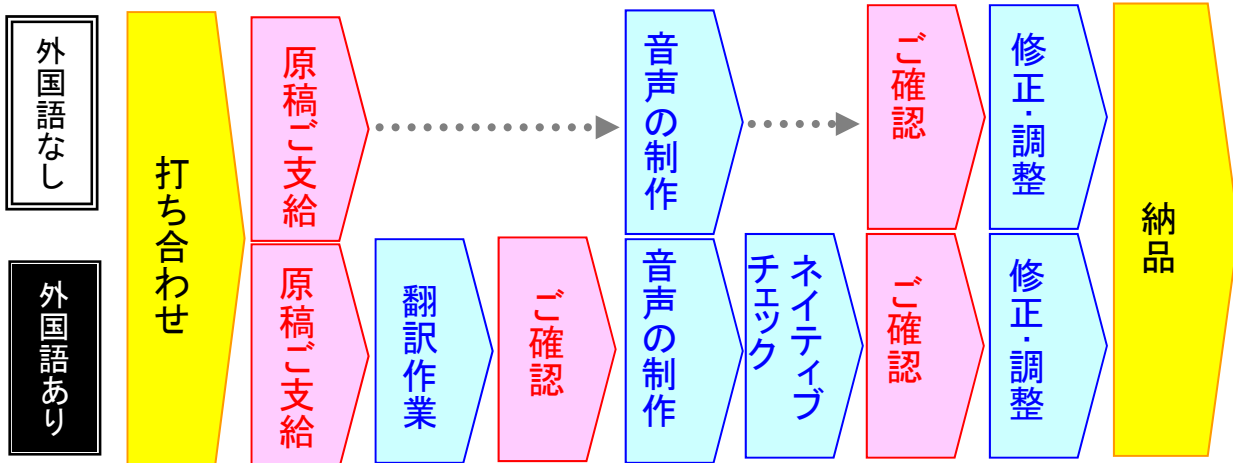 外国語なし
打ち合わせ
原稿ご支給
音声の制作
ご確認
修正・調整
納品
外国語あり
原稿ご支給
翻訳作業
ご確認
音声の制作
ネイティブ
チェック
ご確認
修正・調整